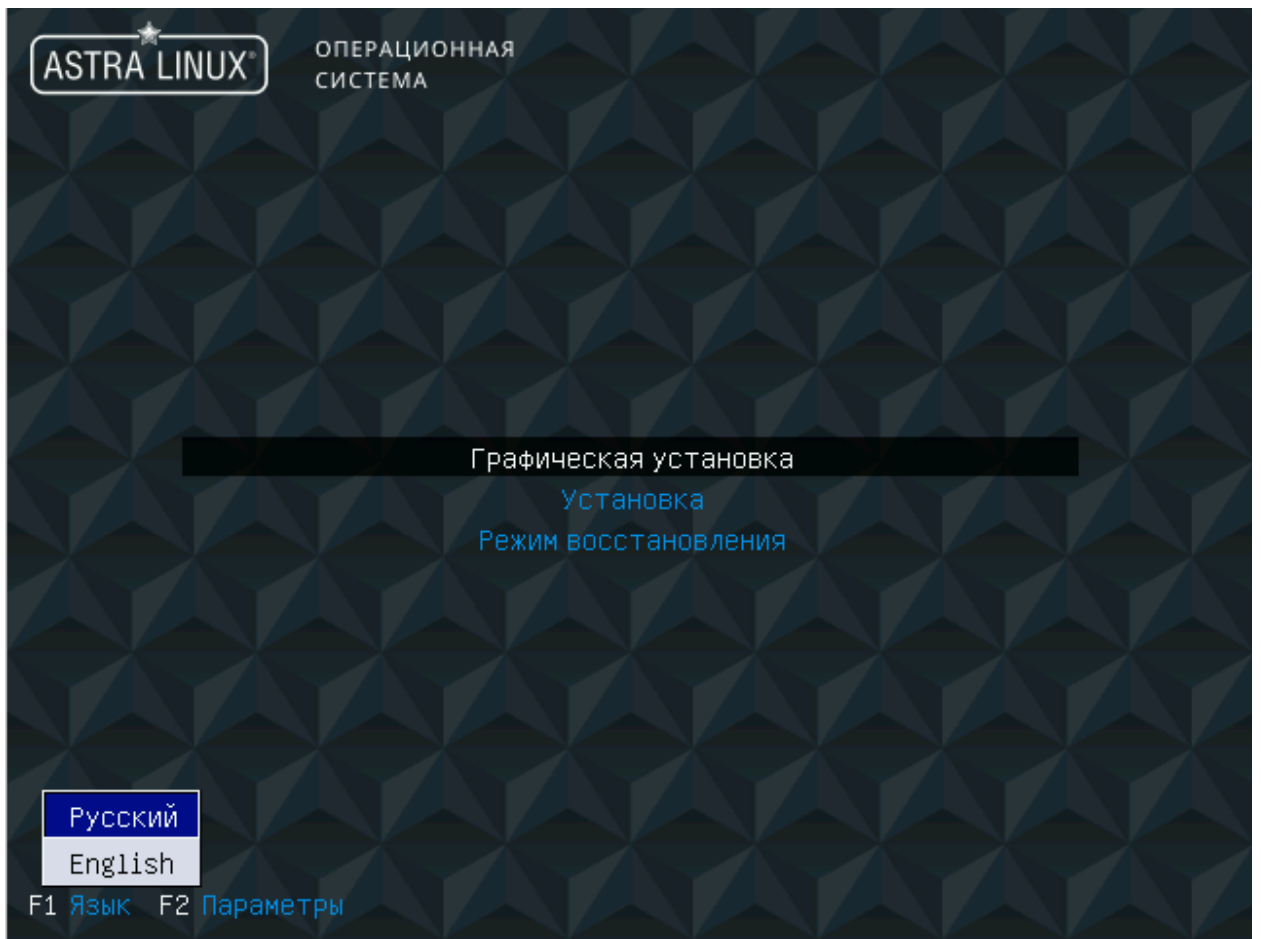 ASTRA LINUX®
ОПЕРАЦИОННАЯ
СИСТЕМА
Графическая установка
Установка
Режим восстановления
Русский
English
F1 Язык F2 Параметры